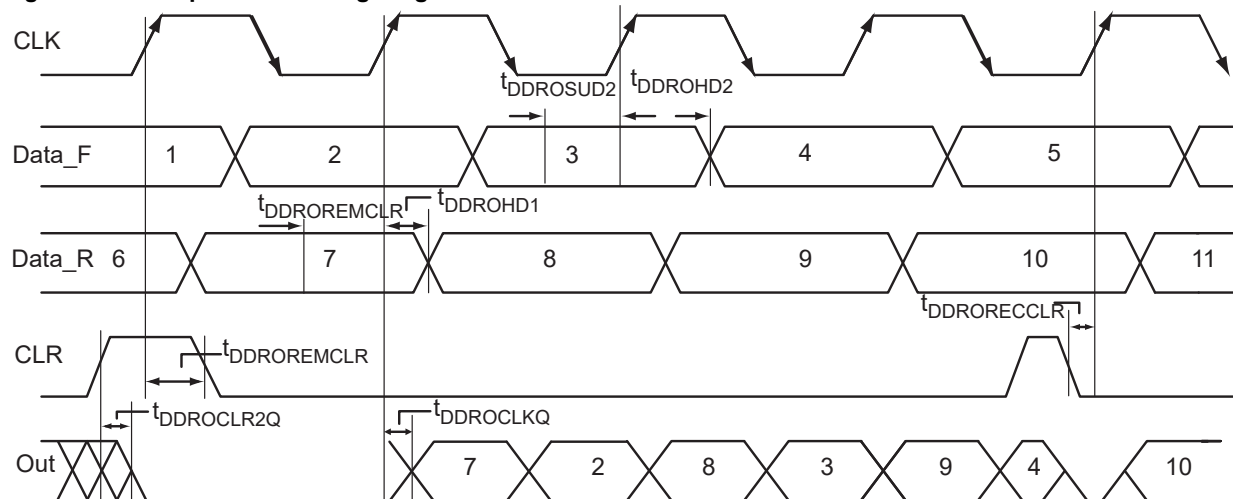 CLK
tDDROSUD2 tDDROHD2
Data_F 1 2 3 4 5
tDDROREMCLR tDDROHD1
Data_R 6 7 8 9 10 11
tDDRORECCLR
CLR tDDROREMCLR
tDDROCLR2Q tDDROCLKQ
Out 7 2 8 3 9 4 10